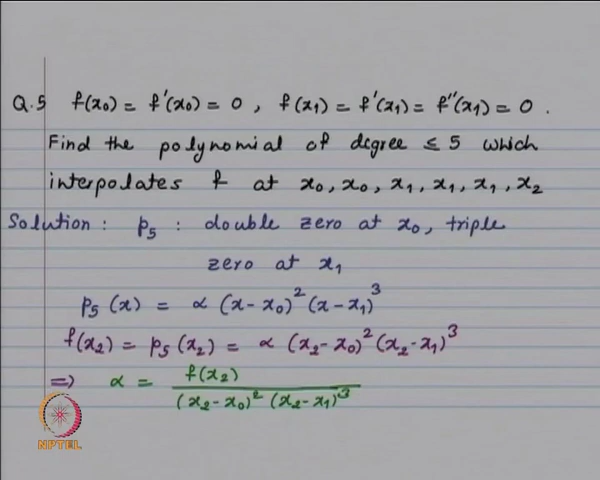 Q.5 f(x₀) = f'(x₀) = 0 , f(x₁) = f'(x₁) = f''(x₁) = 0 .
Find the polynomial of degree ≤ 5 which
interpolates f at x₀, x₀, x₁, x₁, x₁, x₂
Solution : p₅ : double zero at x₀, triple
zero at x₁
p₅(x) = α (x-x₀)² (x-x₁)³
f(x₂) = p₅(x₂) = α (x₂-x₀)² (x₂-x₁)³
⇒ α = f(x₂) / (x₂-x₀)² (x₂-x₁)³
NPTEL